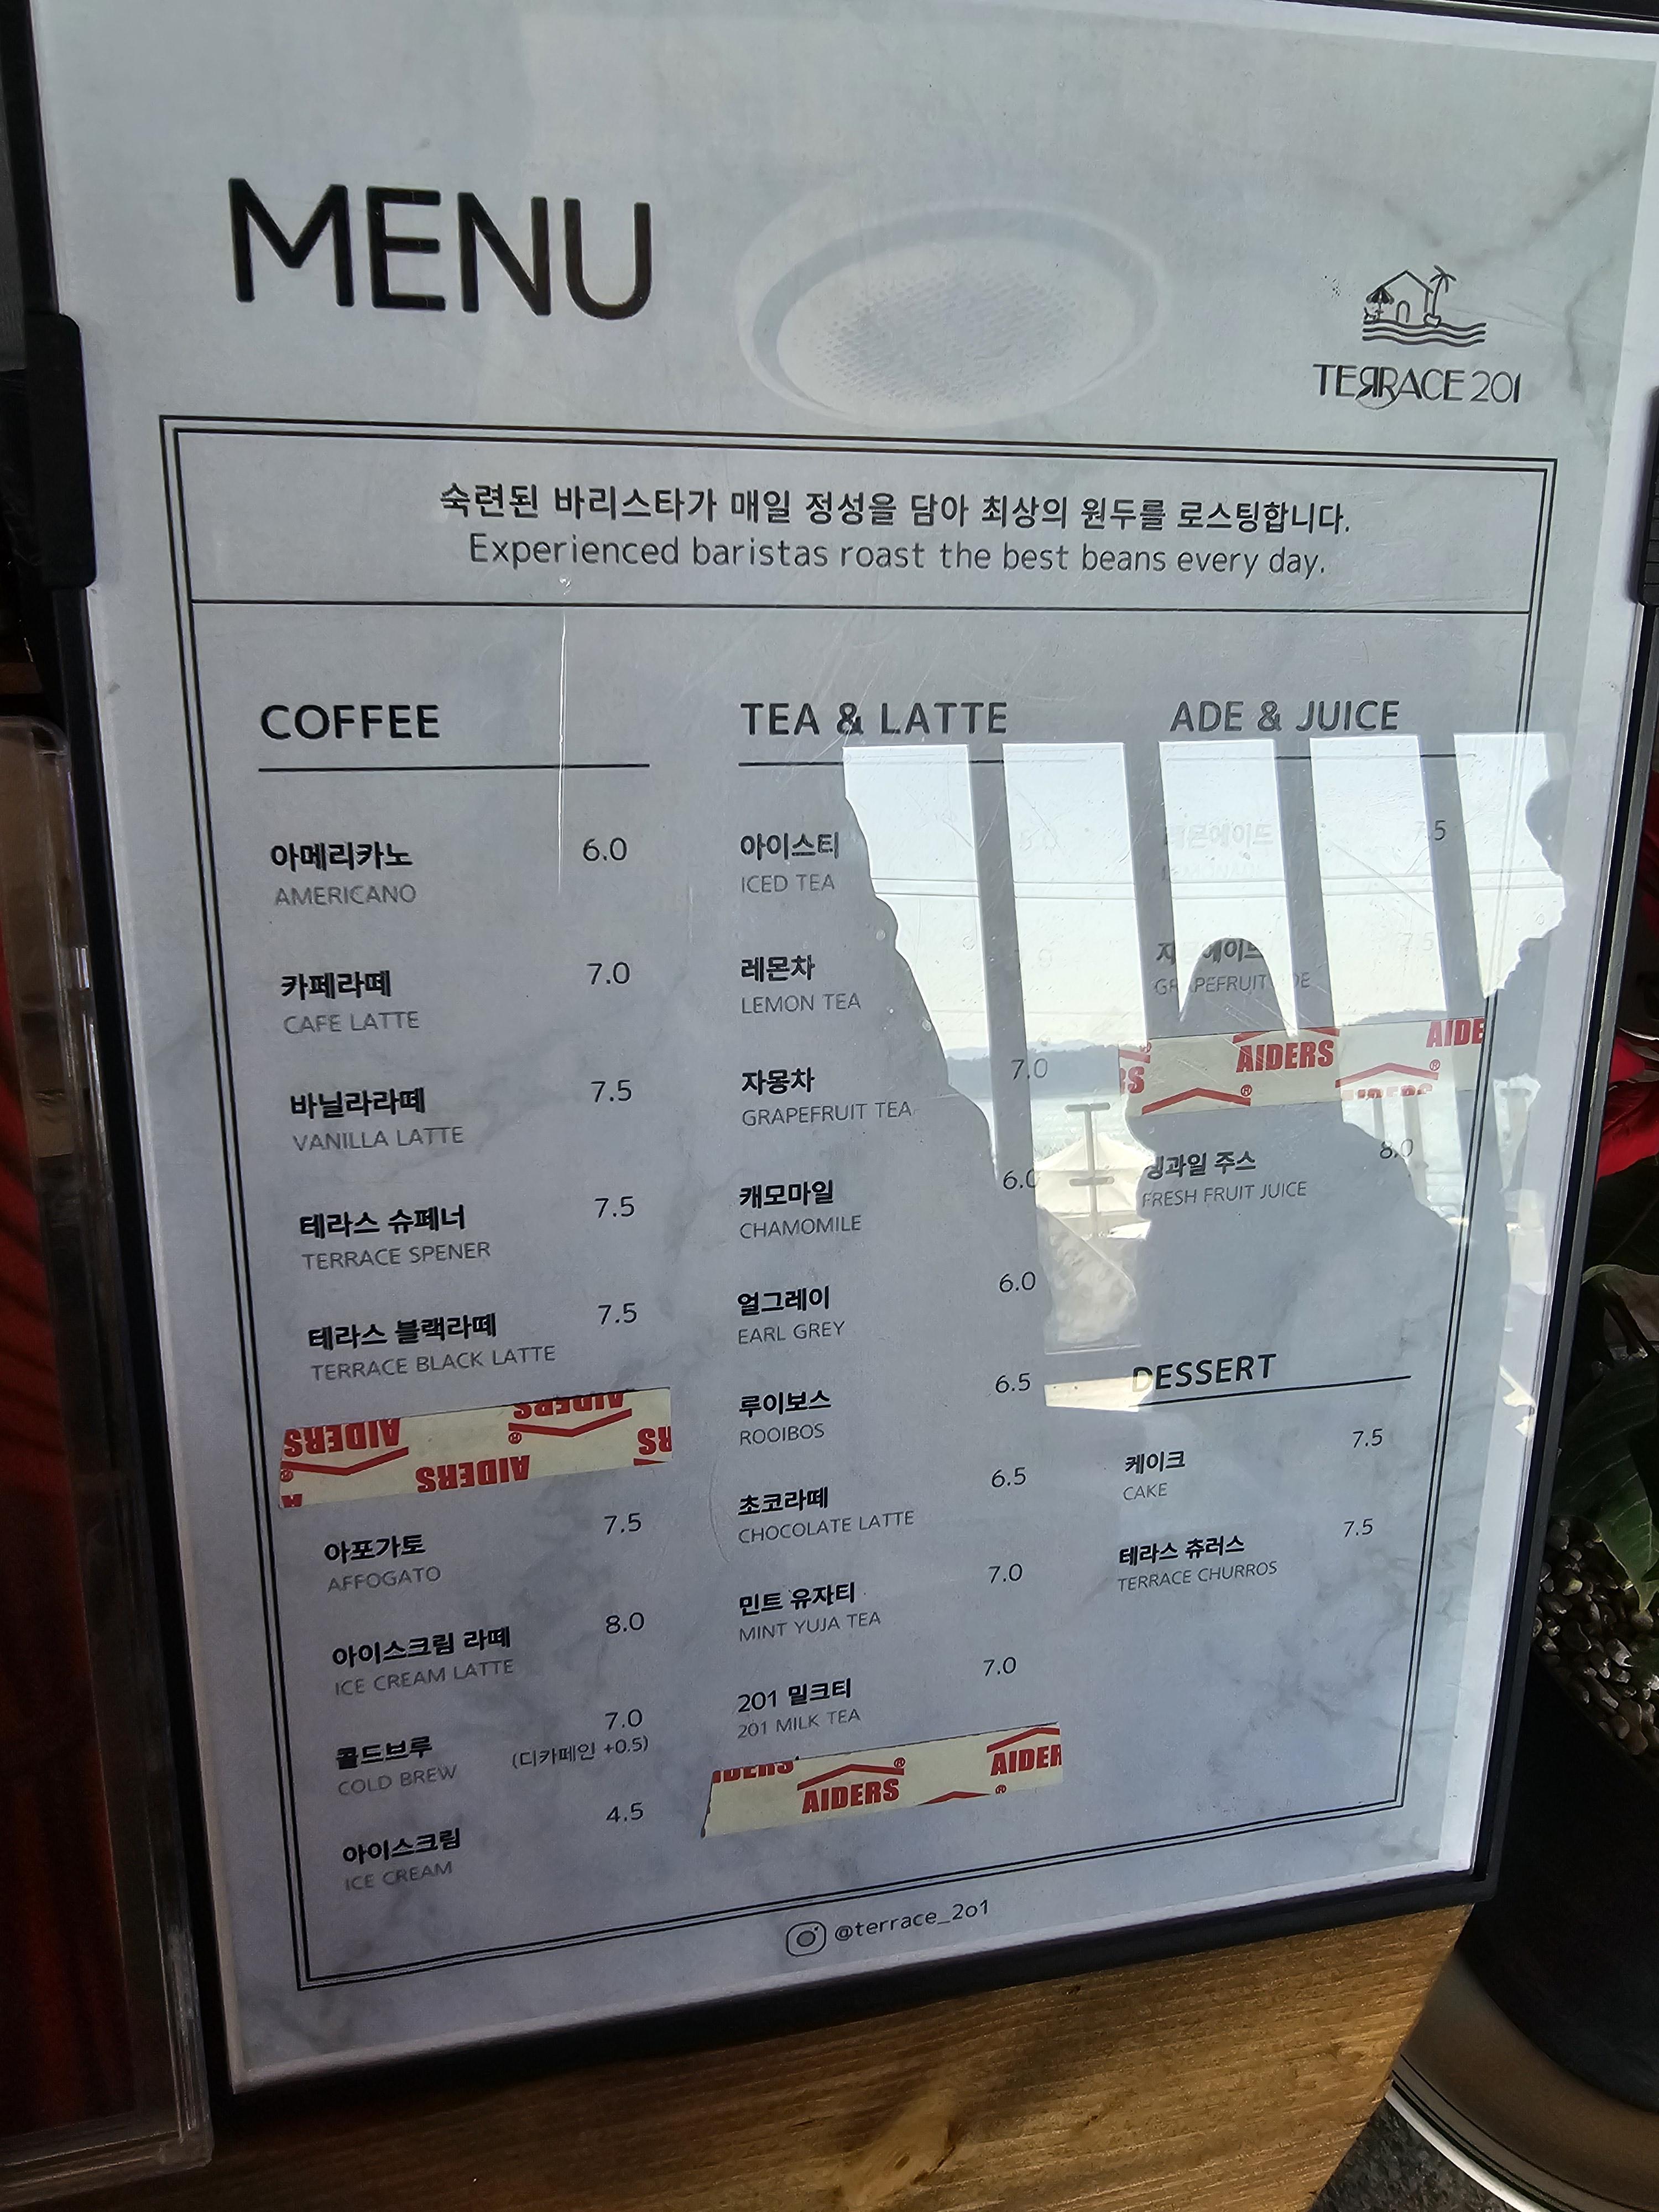 MENU
TERRACE 201
숙련된 바리스타가 매일 정성을 담아 최상의 원두를 로스팅합니다.
Experienced baristas roast the best beans every day.
COFFEE
아메리카노 6.0
AMERICANO
카페라떼 7.0
CAFE LATTE
바닐라라떼 7.5
VANILLA LATTE
테라스 슈페너 7.5
TERRACE SPENER
테라스 블랙라떼 7.5
TERRACE BLACK LATTE
AIDERS
AIDERS
아포가토 7.5
AFFOGATO
아이스크림 라떼 8.0
ICE CREAM LATTE
콜드브루 7.0
COLD BREW (디카페인 +0.5)
아이스크림 4.5
ICE CREAM
TEA & LATTE
아이스티
ICED TEA
레몬차
LEMON TEA
자몽차 7.0
GRAPEFRUIT TEA
캐모마일 6.0
CHAMOMILE
얼그레이 6.0
EARL GREY
루이보스 6.5
ROOIBOS
초코라떼 6.5
CHOCOLATE LATTE
민트 유자티 7.0
MINT YUJA TEA
201 밀크티 7.0
201 MILK TEA
AIDERS
ADE & JUICE
7.5
7.5
AIDERS
과일 주스 8.0
FRESH FRUIT JUICE
DESSERT
케이크 7.5
CAKE
테라스 츄러스 7.5
TERRACE CHURROS
@terrace_2o1